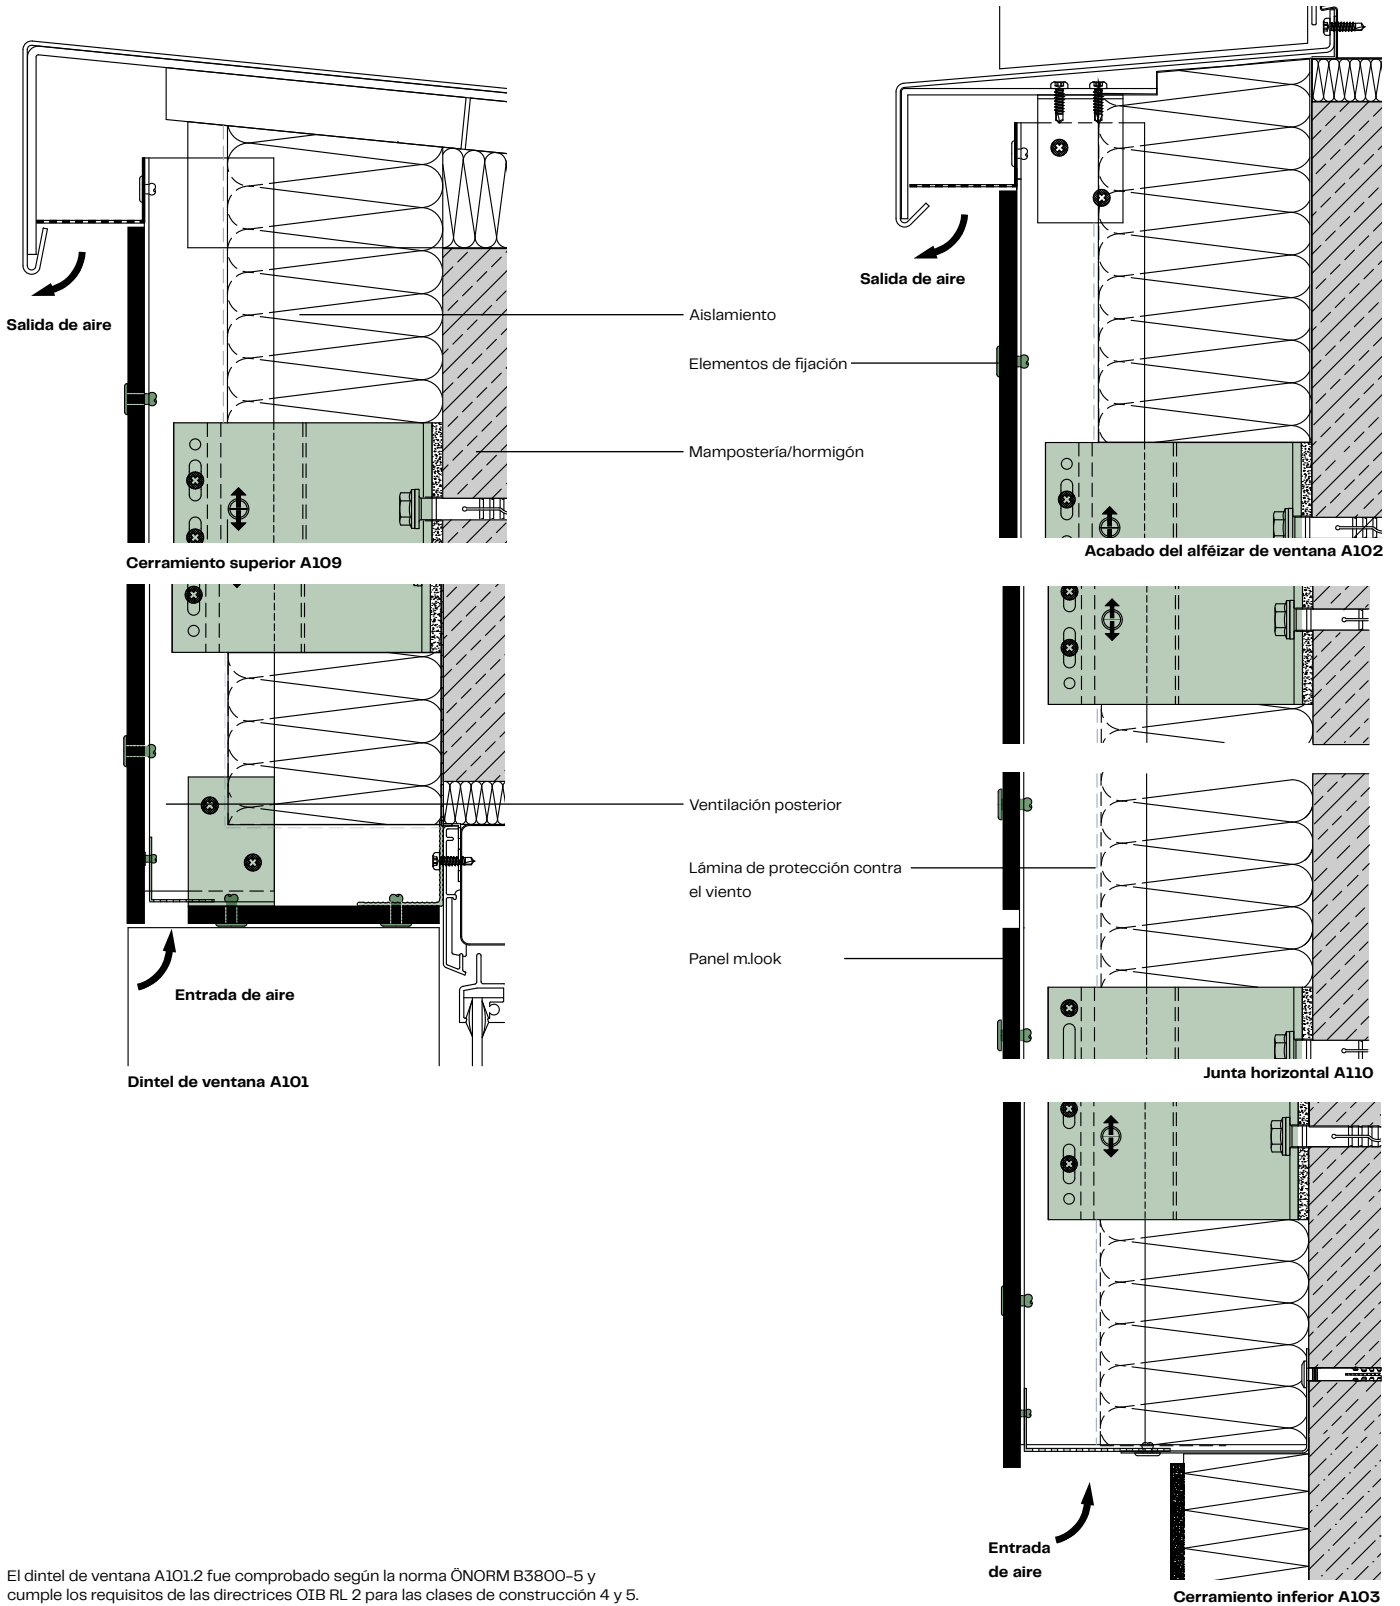 Salida de aire
Salida de aire
Aislamiento
Elementos de fijación
Mampostería/hormigón
Cerramiento superior A109
Acabado del alféizar de ventana A102
Ventilación posterior
Lámina de protección contra
el viento
Panel m.look
Entrada de aire
Dintel de ventana A101
Junta horizontal A110
Entrada
de aire
El dintel de ventana A101.2 fue comprobado según la norma ÖNORM B3800-5 y
cumple los requisitos de las directrices OIB RL 2 para las clases de construcción 4 y 5.
Cerramiento inferior A103